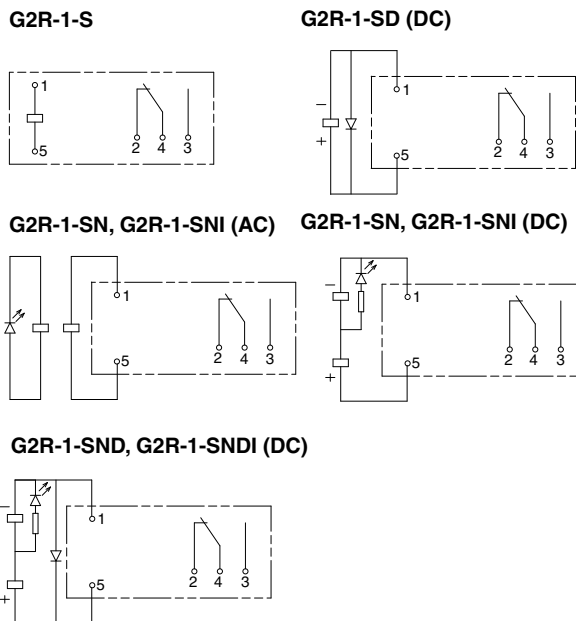 G2R-1-S
G2R-1-SD (DC)
1
5
2 4 3
−
+
1
5
2 4 3
G2R-1-SN, G2R-1-SNI (AC)
G2R-1-SN, G2R-1-SNI (DC)
1
5
2 4 3
−
+
1
5
2 4 3
G2R-1-SND, G2R-1-SNDI (DC)
−
+
1
5
2 4 3